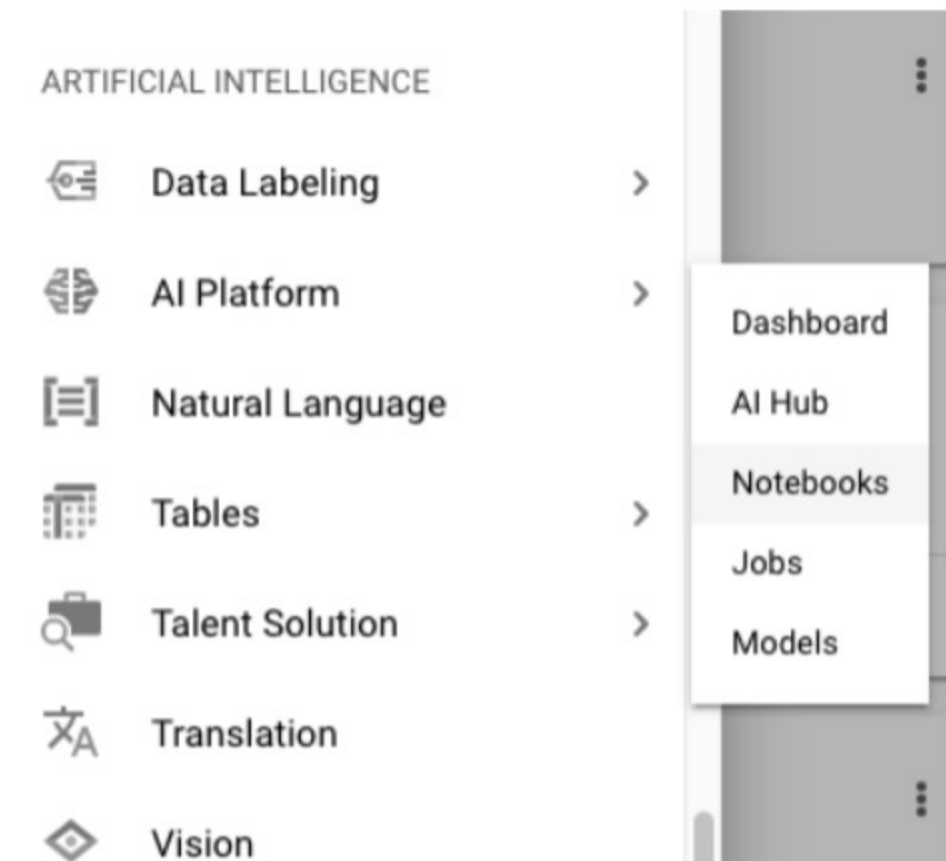 ARTIFICIAL INTELLIGENCE
Data Labeling
AI Platform
Natural Language
Tables
Talent Solution
Translation
Vision
Dashboard
AI Hub
Notebooks
Jobs
Models